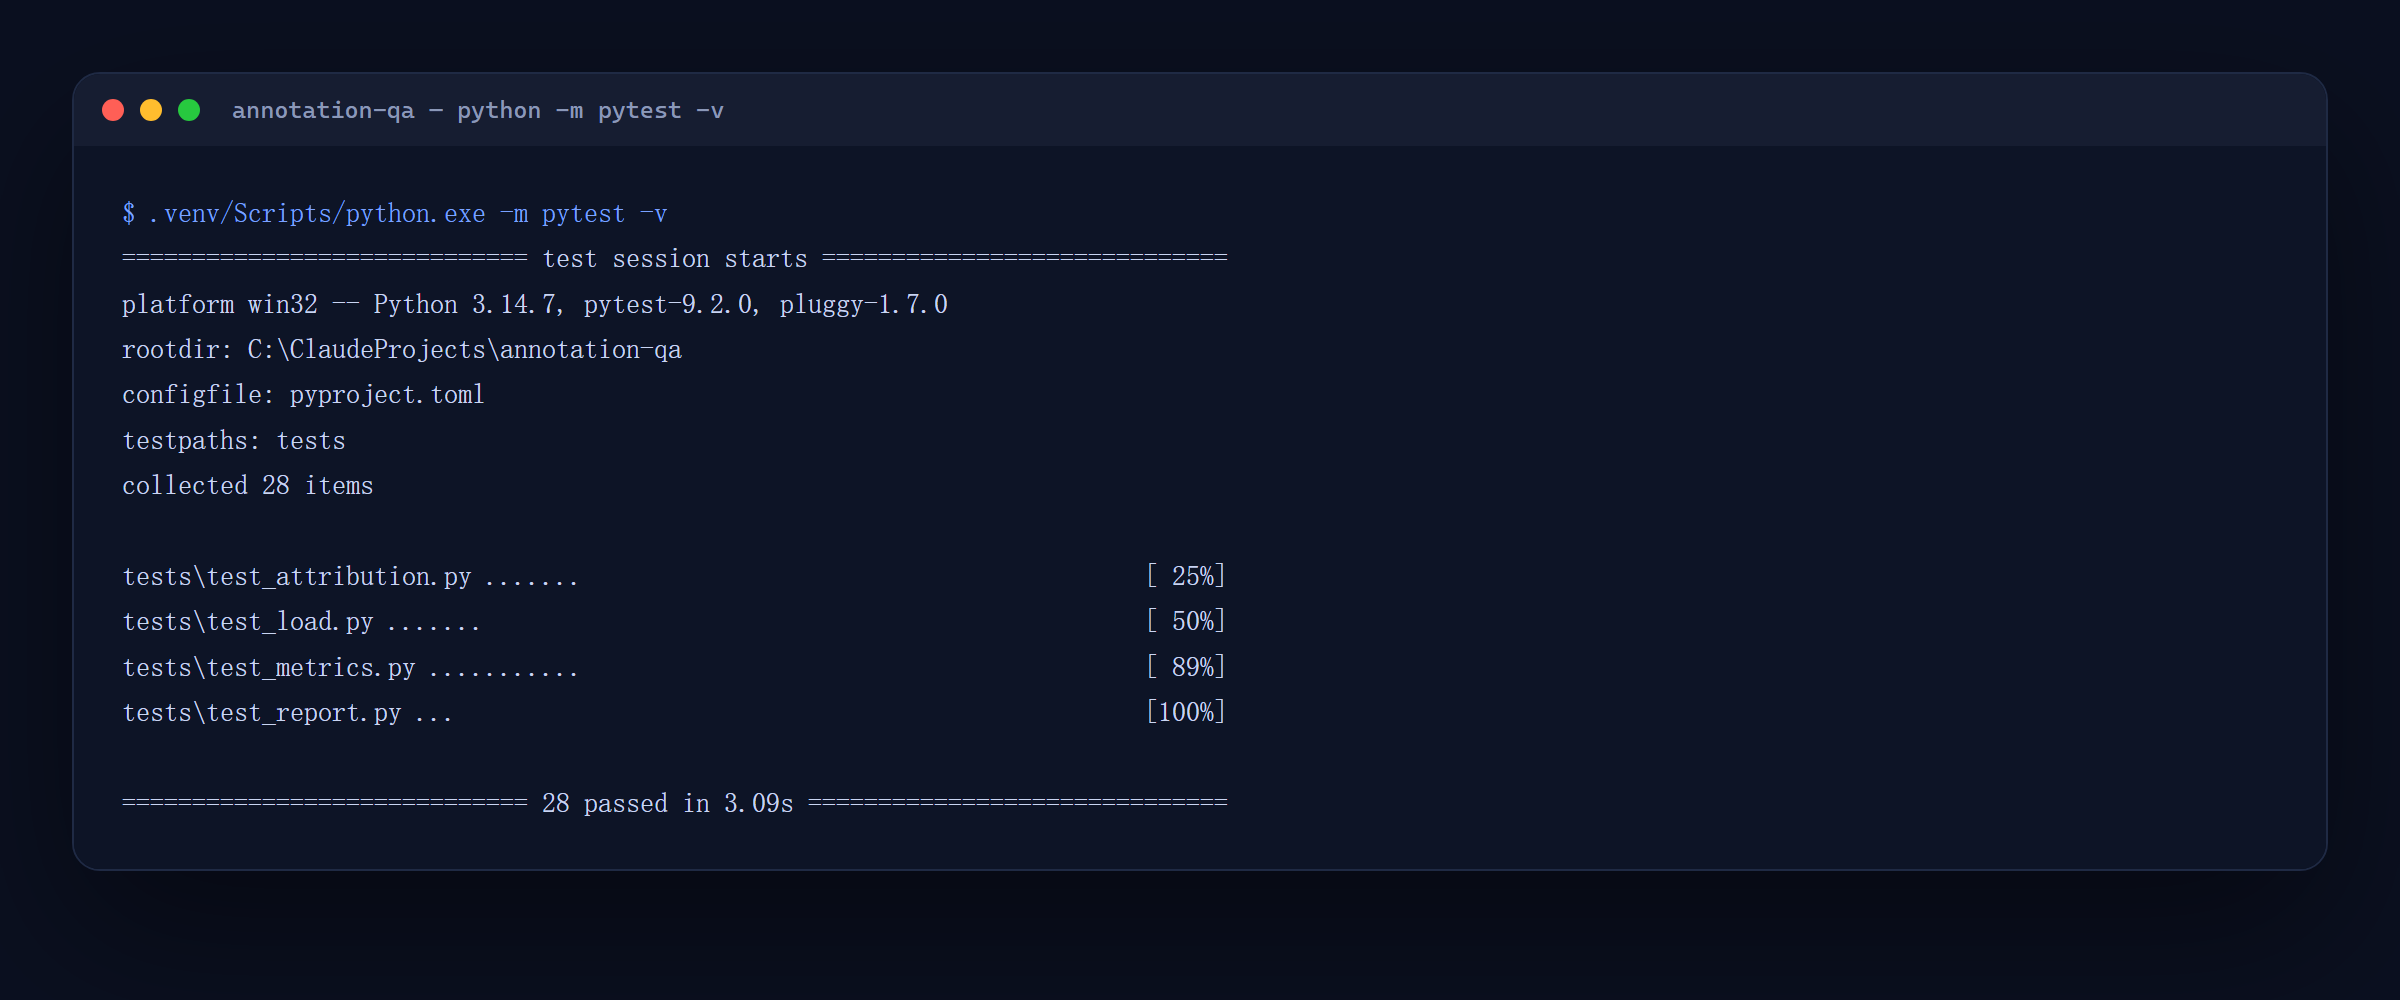 annotation-qa — python -m pytest -v
$ .venv/Scripts/python.exe -m pytest -v
============================= test session starts =============================
platform win32 -- Python 3.14.7, pytest-9.2.0, pluggy-1.7.0
rootdir: C:\ClaudeProjects\annotation-qa
configfile: pyproject.toml
testpaths: tests
collected 28 items
tests\test_attribution.py ....... [ 25%]
tests\test_load.py ....... [ 50%]
tests\test_metrics.py ........... [ 89%]
tests\test_report.py ... [100%]
============================= 28 passed in 3.09s ==============================